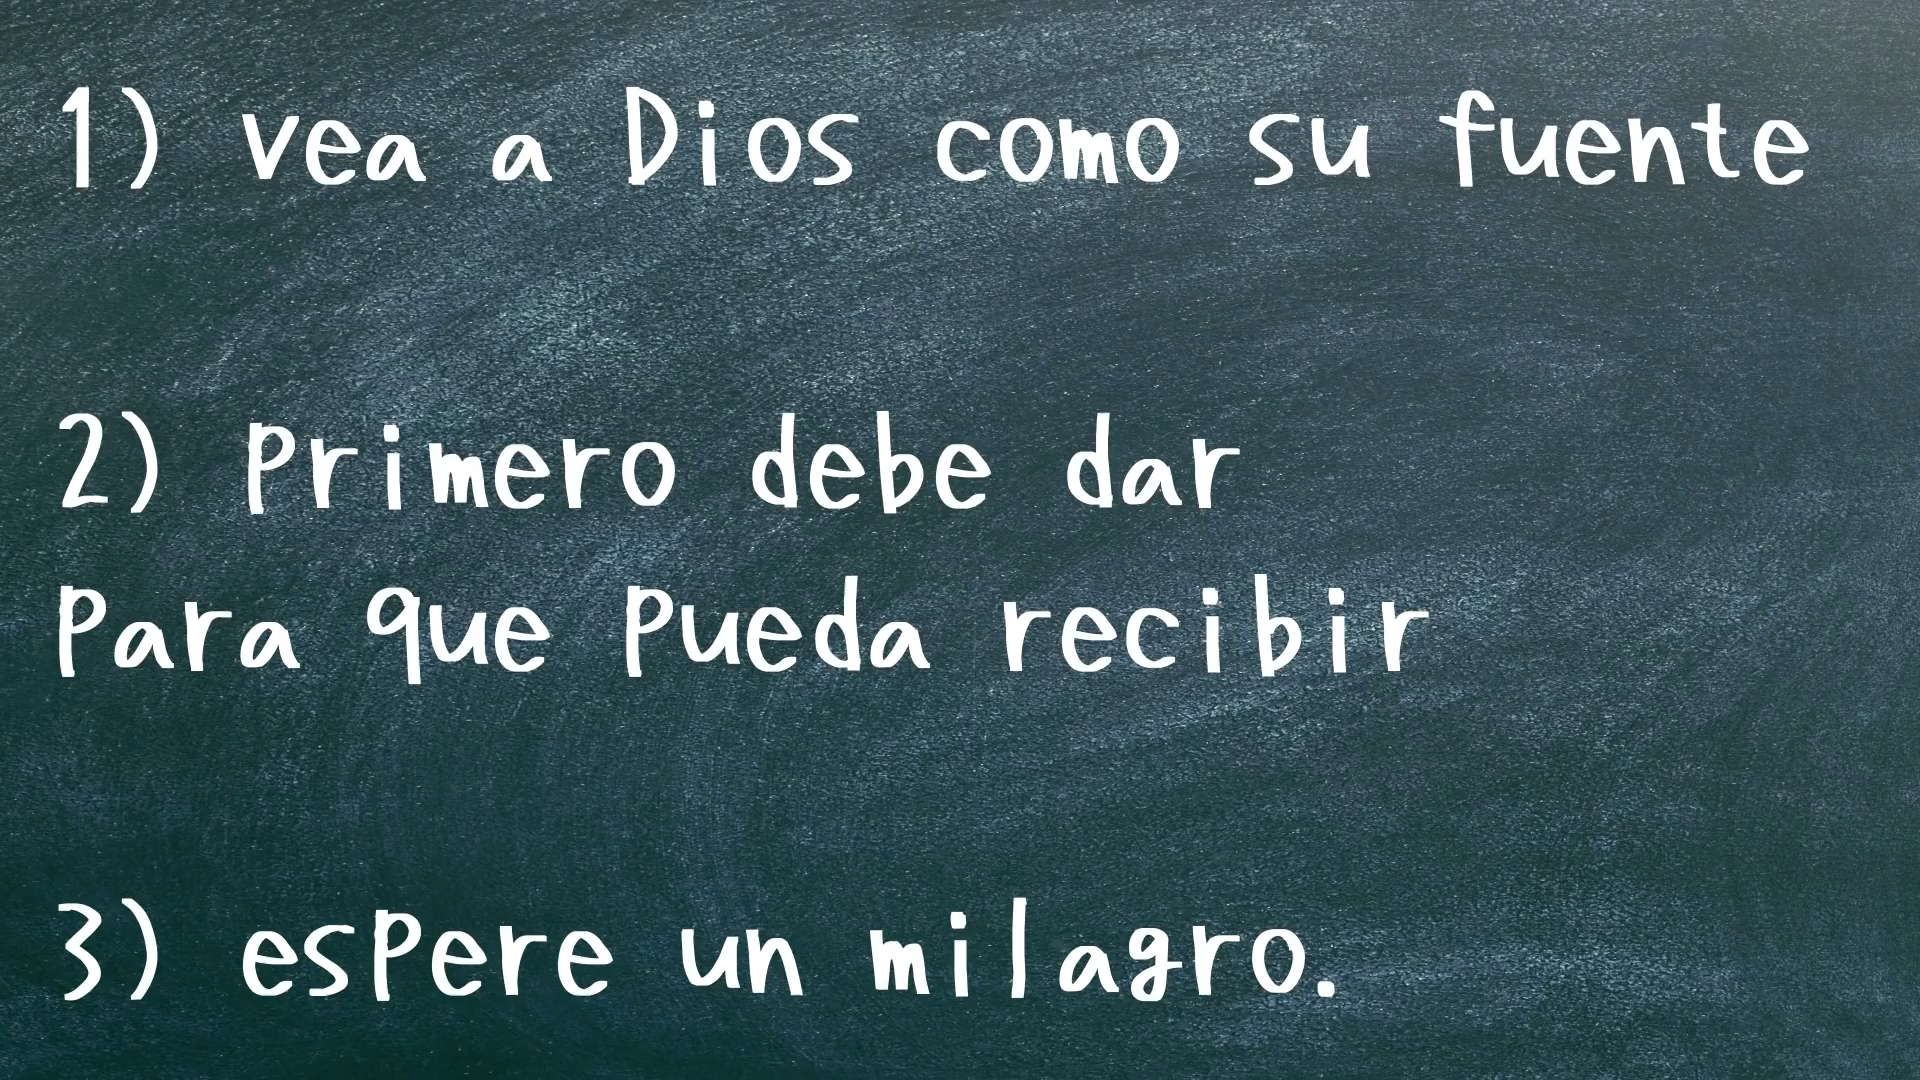 1) vea a Dios como su fuente
2) Primero debe dar
Para que pueda recibir
3) espere un milagro.